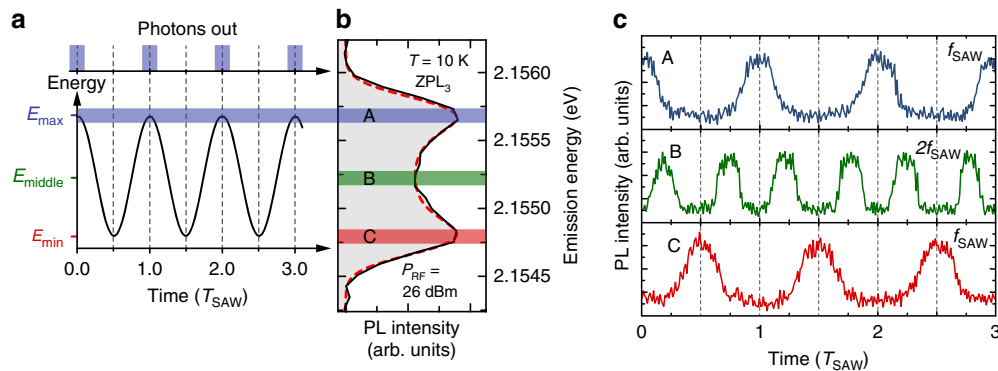 a
Photons out
Energy
E_max
E_middle
E_min
0.0 1.0 2.0 3.0
Time (T_SAW)
b
T = 10 K
ZPL_3
A
B
C
P_RF =
26 dBm
PL intensity
(arb. units)
2.1560
2.1555
2.1550
2.1545
Emission energy (eV)
c
PL intensity (arb. units)
A
f_SAW
B
2f_SAW
C
f_SAW
0 1 2 3
Time (T_SAW)